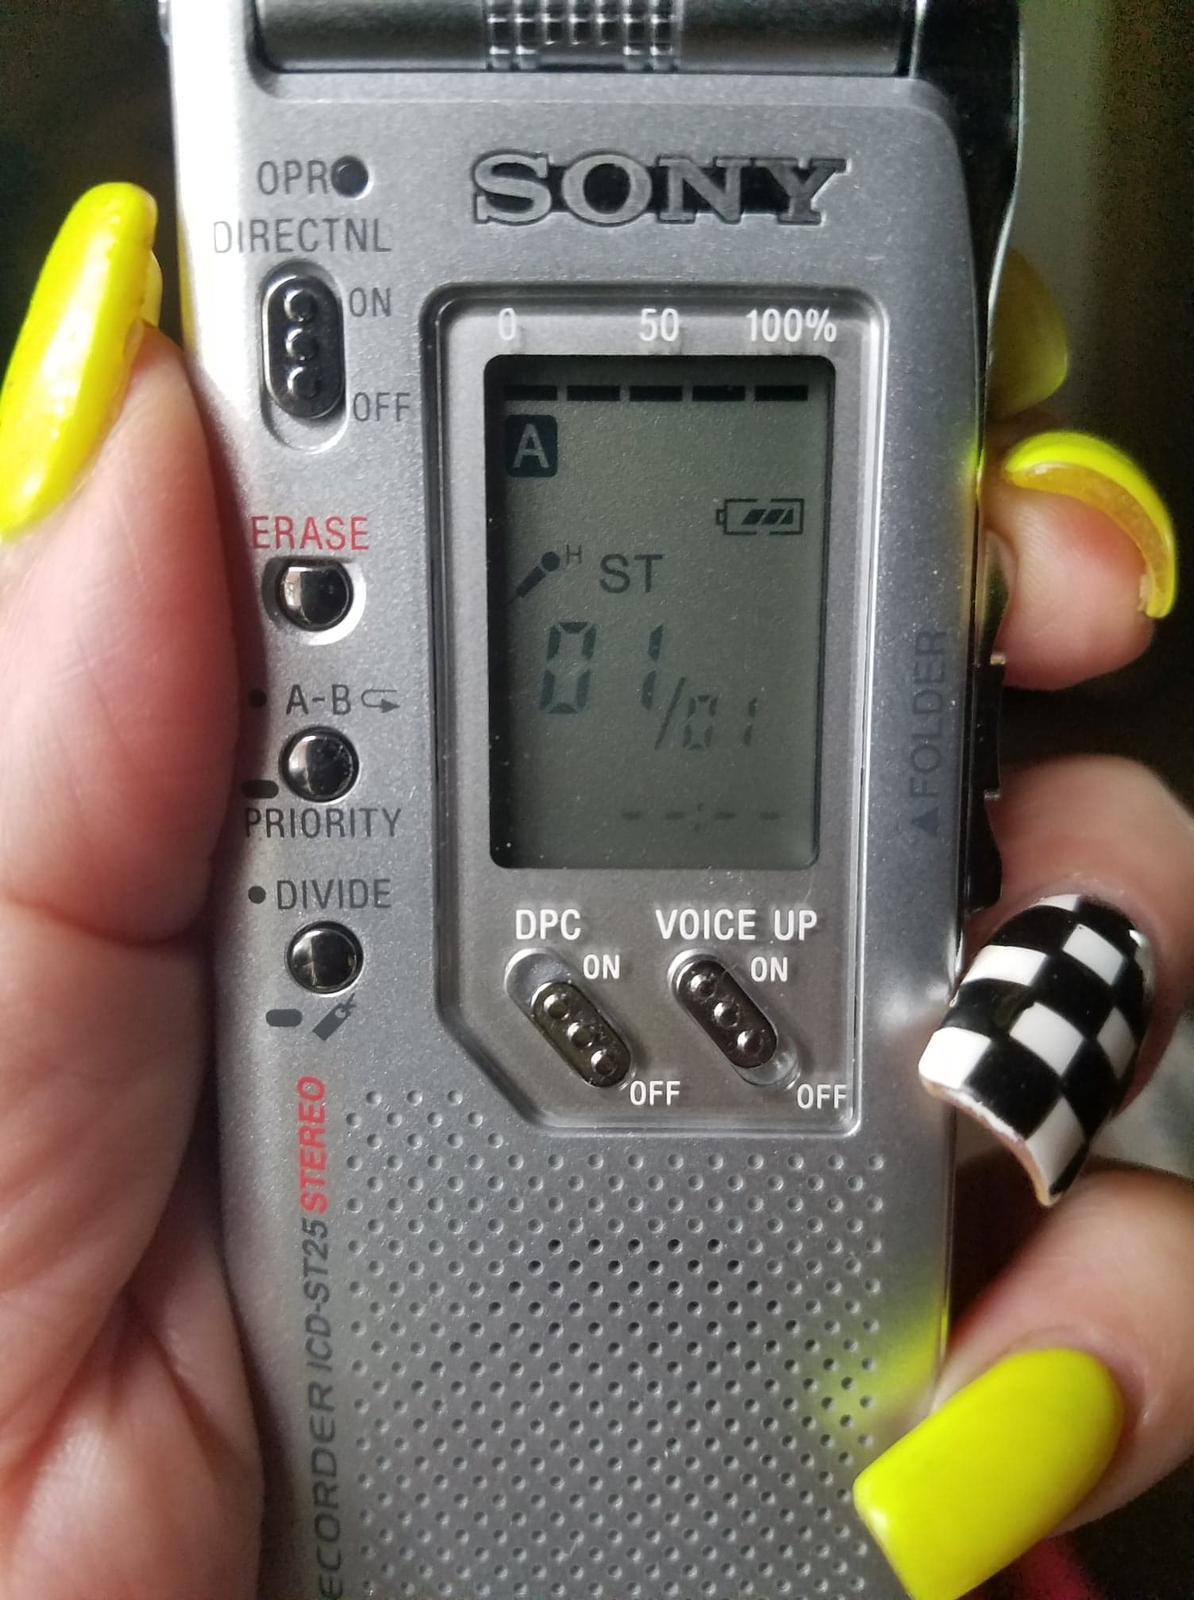 SONY
OPR
DIRECTNL
ON
OFF
0 50 100%
A
H ST
01/01
ERASE
A-B
PRIORITY
DIVIDE
FOLDER
DPC
ON
OFF
VOICE UP
ON
OFF
ECORDER ICD-ST25 STEREO